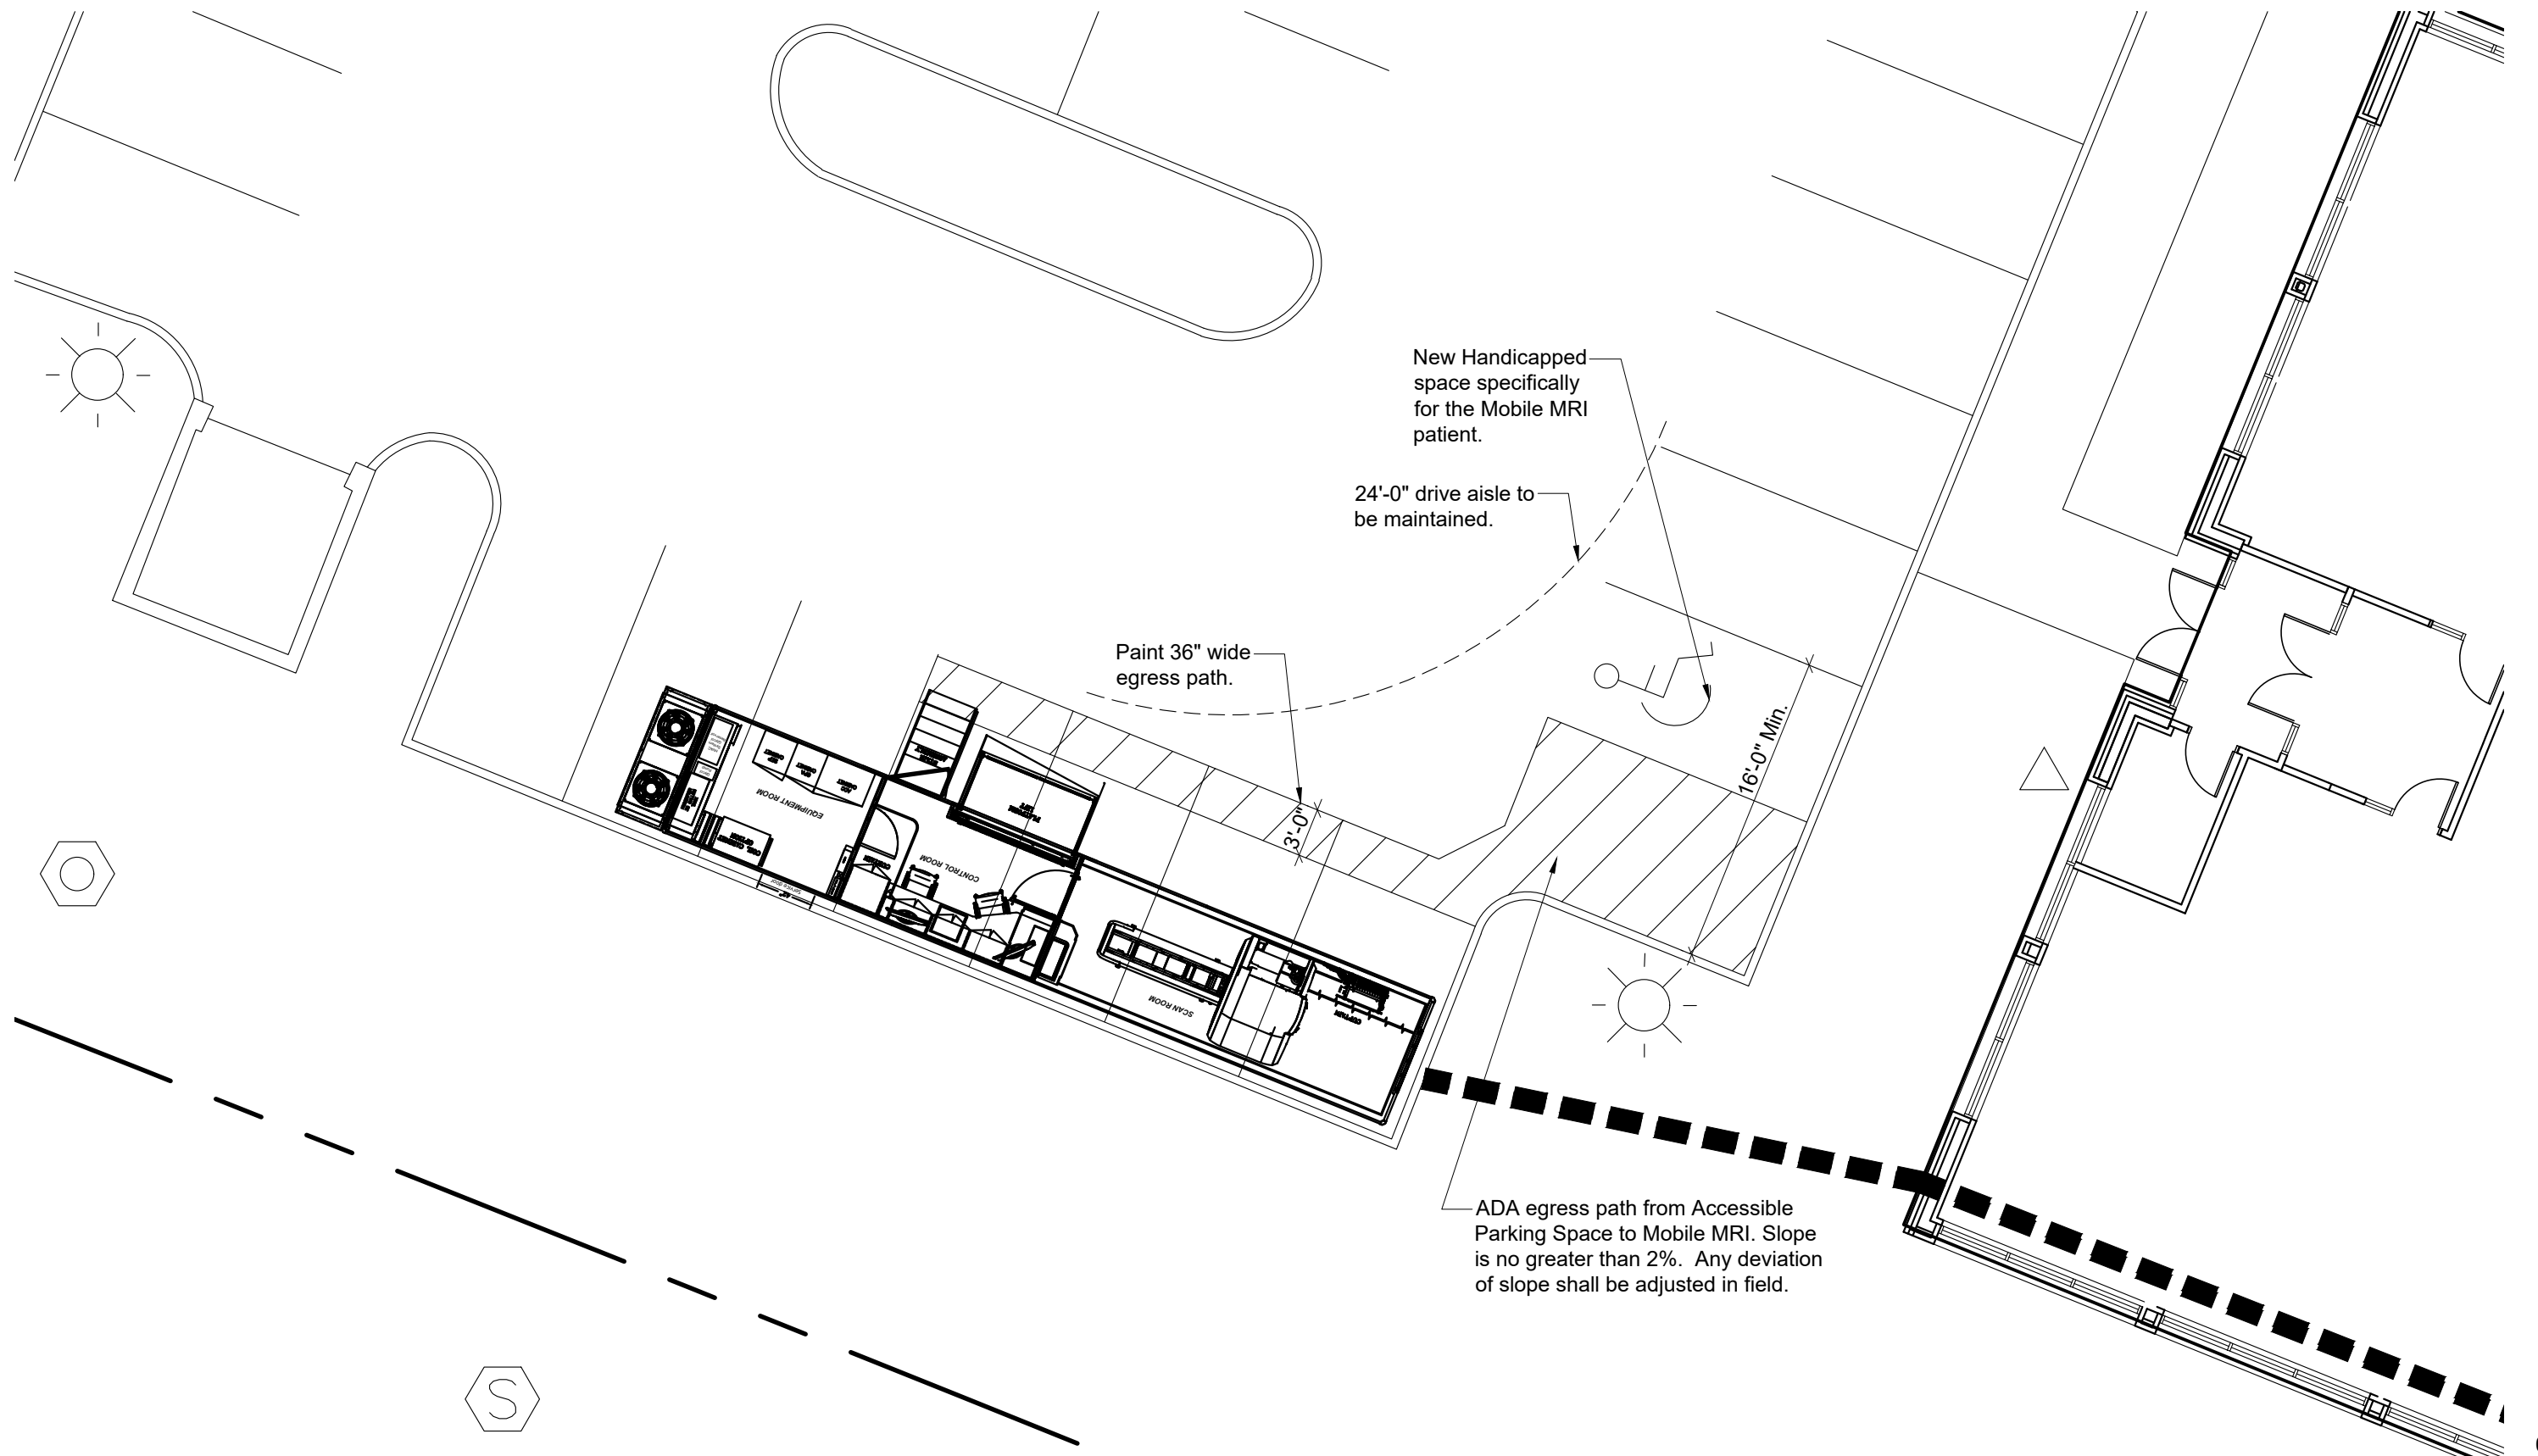 New Handicapped
space specifically
for the Mobile MRI
patient.
24'-0" drive aisle to
be maintained.
Paint 36" wide
egress path.
16'-0" Min.
3'-0"
EQUIPMENT ROOM
CONTROL ROOM
SCAN ROOM
CURTAIN
PLATFORM
LIFT
ADA egress path from Accessible
Parking Space to Mobile MRI. Slope
is no greater than 2%.  Any deviation
of slope shall be adjusted in field.
S